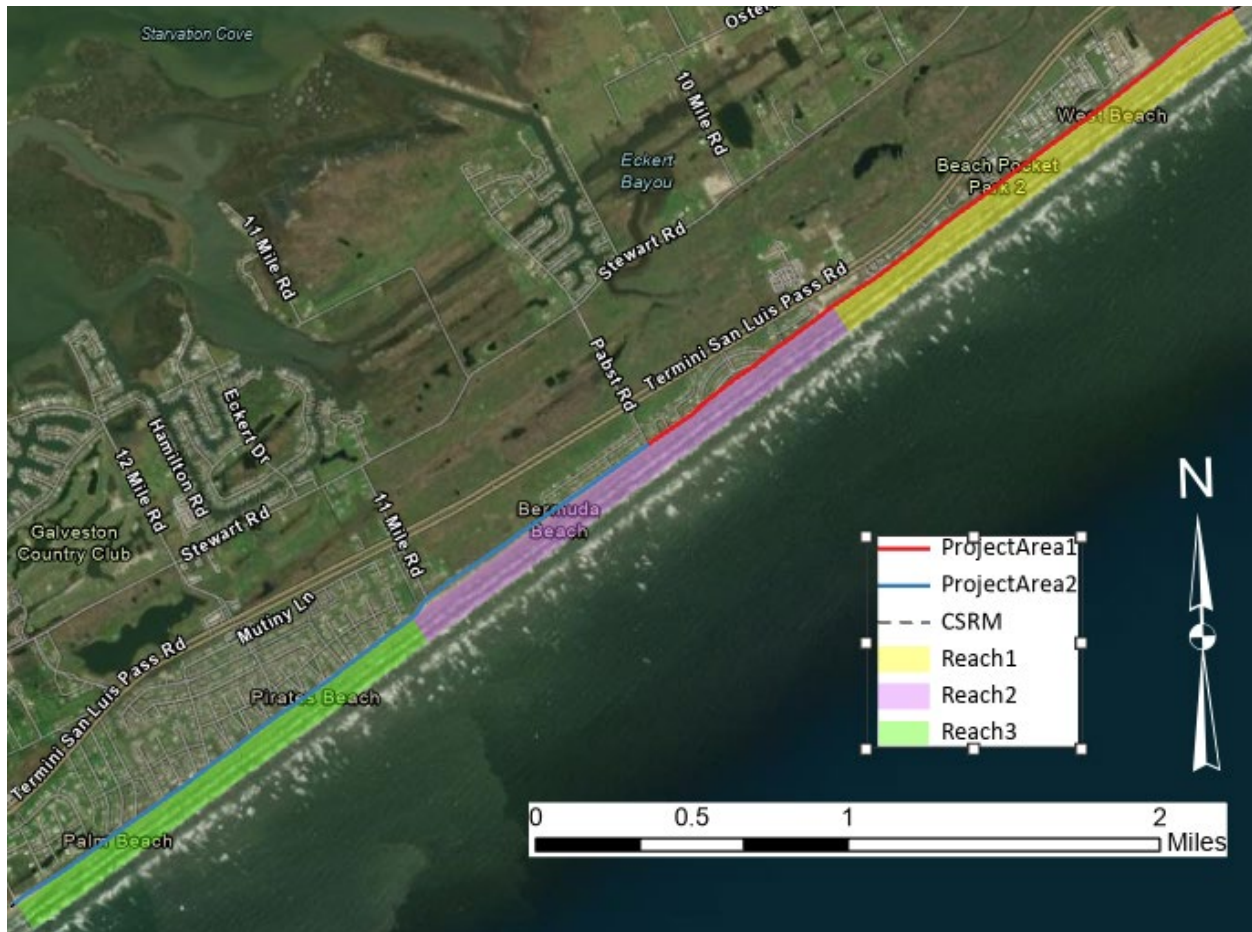 Starvation Cove
Oster
10 Mile Rd
West Beach
Eckert
Bayou
Beach Pocket
Park 2
11 Mile Rd
Stewart Rd
Termini San Luis Pass Rd
Pabst Rd
Eckert Dr
Hamilton Rd
12 Mile Rd
11 Mile Rd
Bermuda
Beach
Galveston
Country Club
Stewart Rd
Mutiny Ln
Termini San Luis Pass Rd
Pirates Beach
Palm Beach
N
ProjectArea1
ProjectArea2
CSRM
Reach1
Reach2
Reach3
0 0.5 1 2
Miles